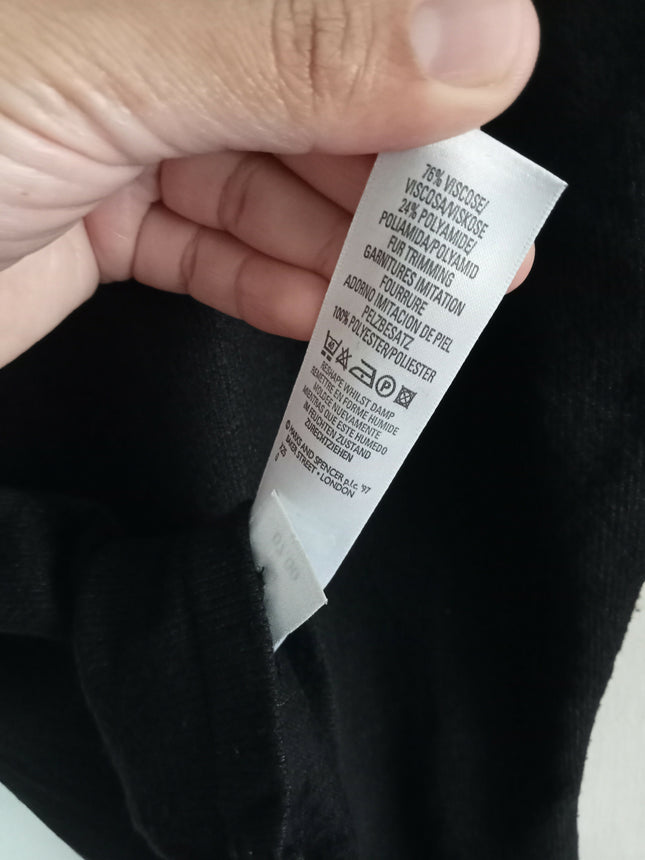 76% VISCOSE/
VISCOSA/VISKOSE
24% POLYAMIDE/
POLIAMIDA/POLYAMID
FUR TRIMMING
GARNITURES IMITATION
FOURRURE
ADORNO IMITACION DE PIEL
PELZBESATZ
100% POLYESTER/POLIESTER
40 P
RESHAPE WHILST DAMP
REMETTRE EN FORME HUMIDE
MOLDEE NUEVAMENTE
MIENTRAS QUE ESTE HUMEDO
IM FEUCHTEN ZUSTAND
ZURECHTZIEHEN
© MARKS AND SPENCER p.l.c. '97
BAKER STREET • LONDON